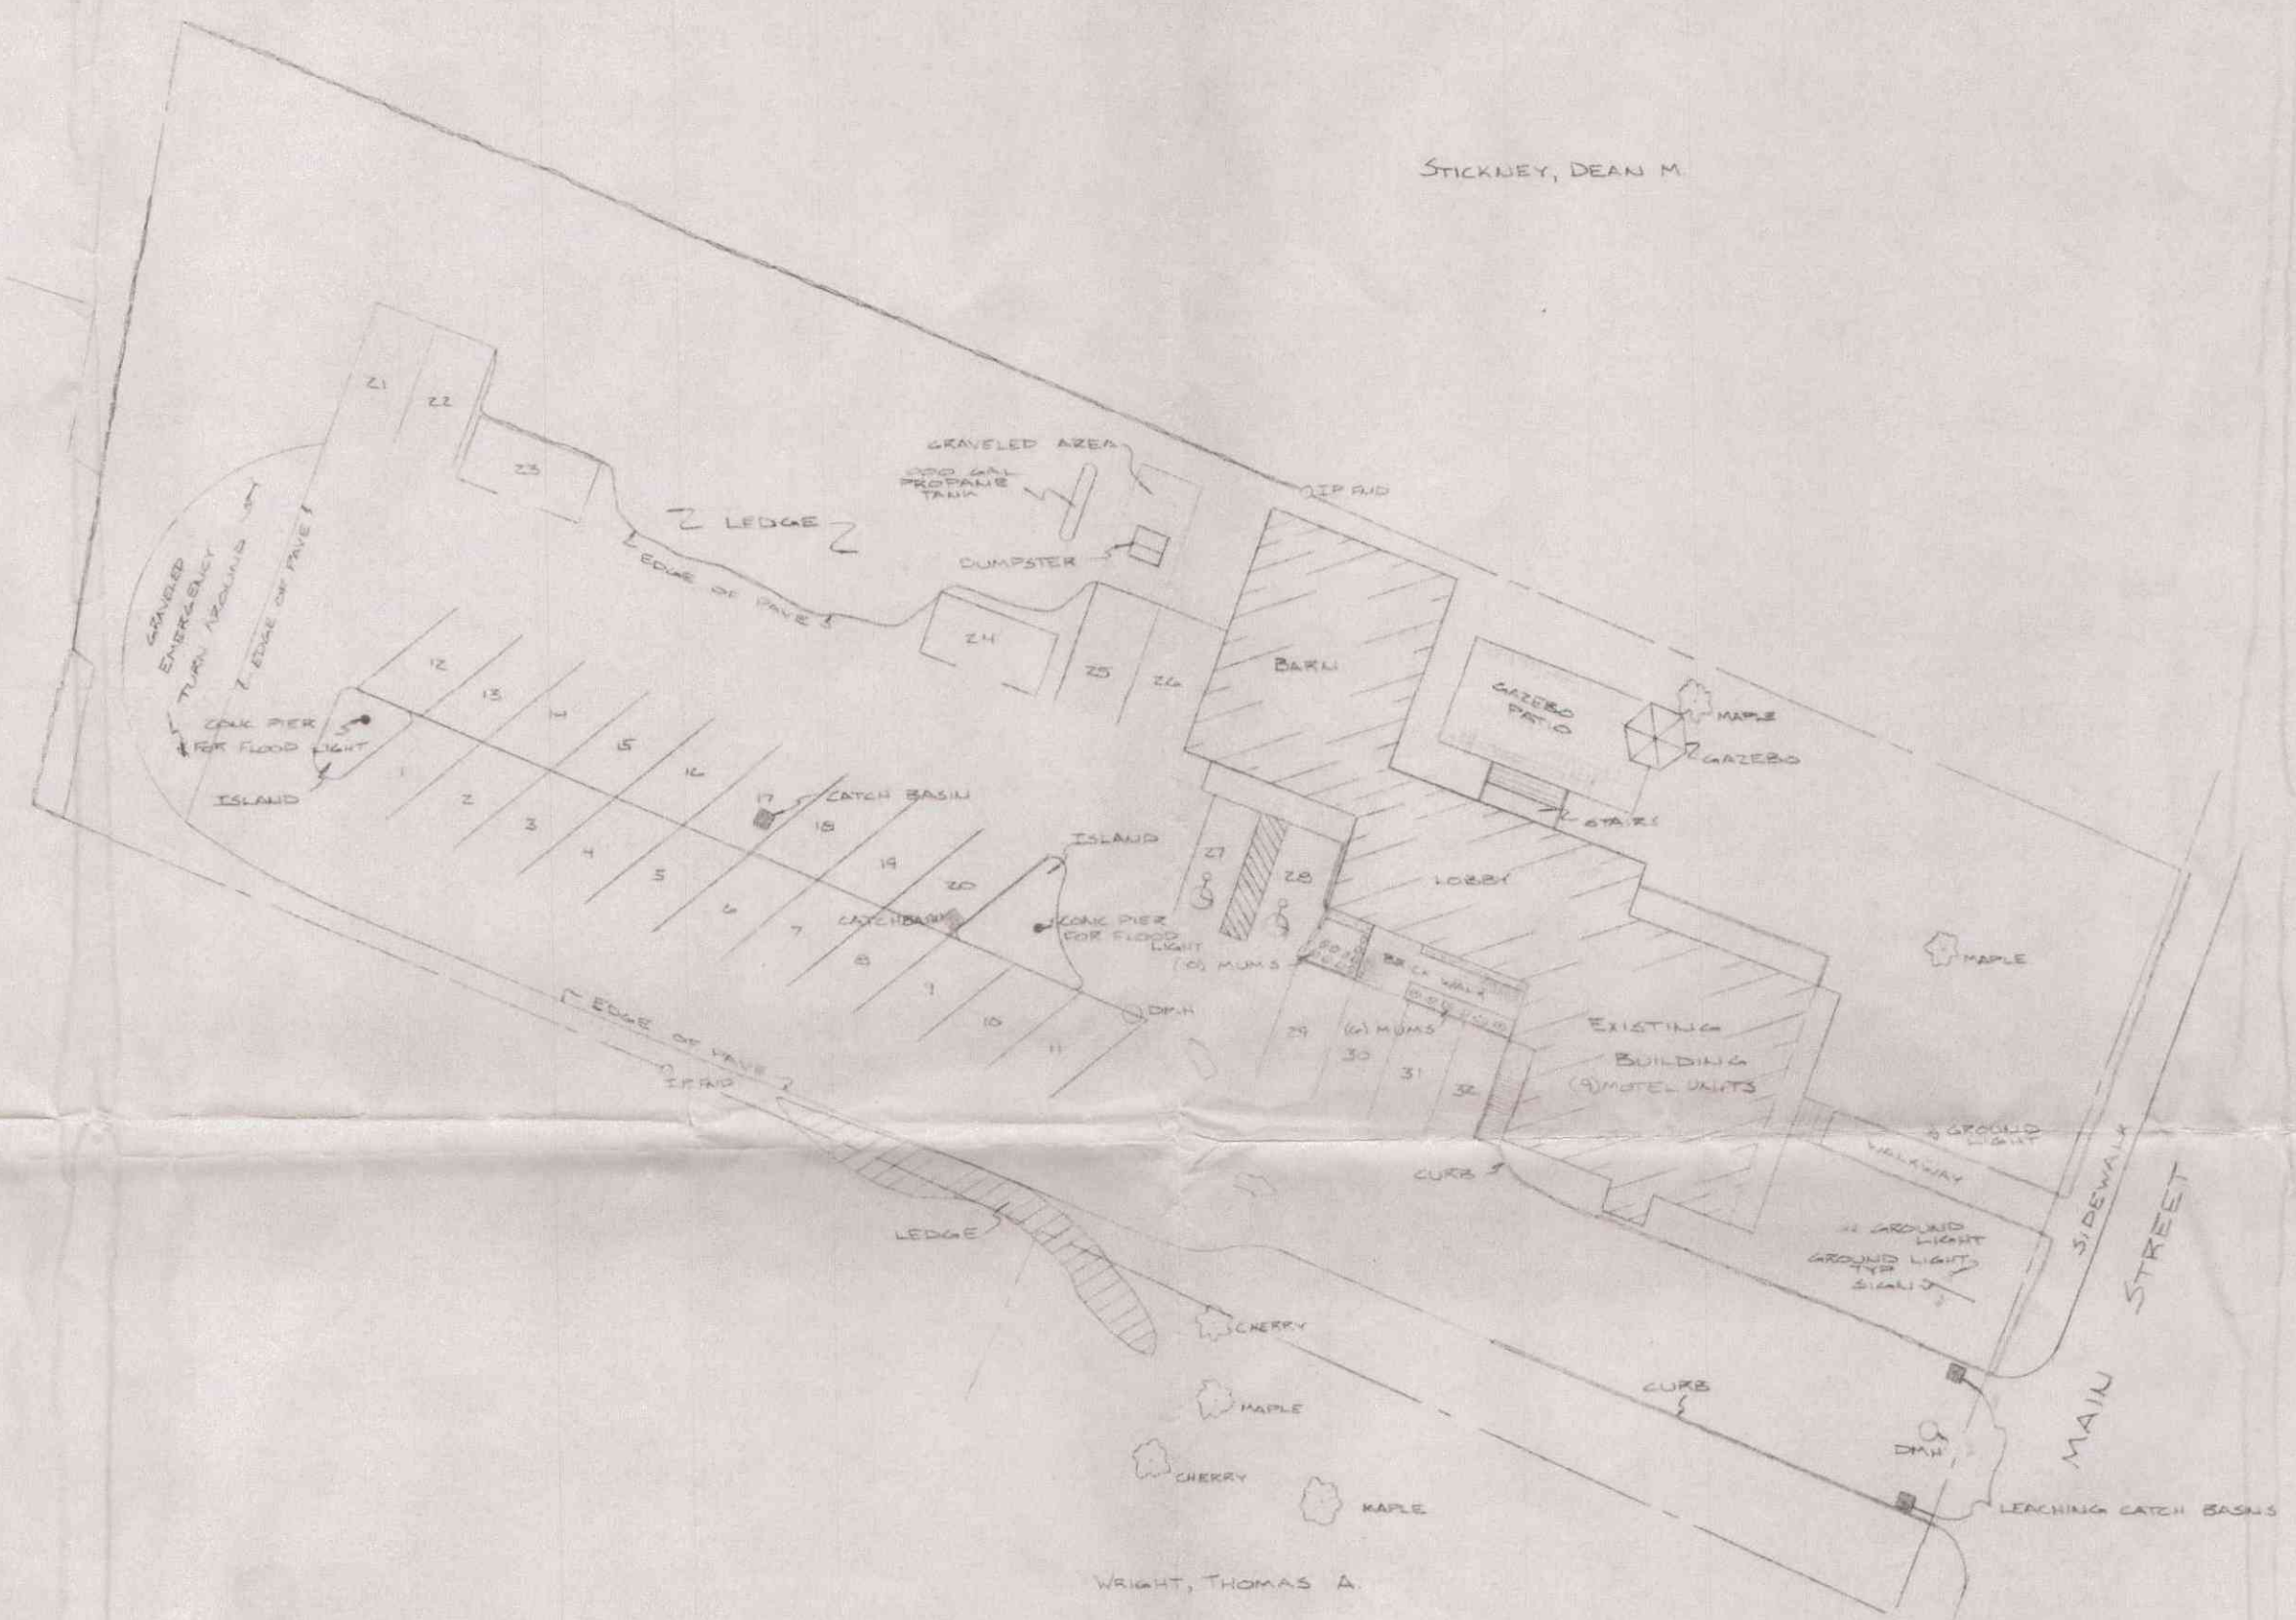 STICKNEY, DEAN M.
21
22
23
GRAVELED AREA
GAL
PROPANE
TANK
IP FND
LEDGE
DUMPSTER
EDGE OF PAVE
GRAVELED
EMERGENCY
TURN AROUND
EDGE OF PAVE
24
25
26
BARN
GAZEBO
PATIO
MAPLE
GAZEBO
STAIRS
12
13
14
15
16
17
18
19
20
CONC PIER
FOR FLOOD LIGHT
ISLAND
CATCH BASIN
ISLAND
1
2
3
4
5
6
7
8
9
10
11
CATCHBASIN
CONC PIER
FOR FLOOD
LIGHT
27
28
LOBBY
MUMS
BRICK WALK
MAPLE
DMH
29
(6) MUMS
30
31
32
EXISTING
BUILDING
(9) MOTEL UNITS
EDGE OF PAVE
IP FND
GROUND
LIGHT
WALKWAY
SIDEWALK
CURB
LEDGE
GROUND
LIGHT
GROUND LIGHT
TYP
SIGN
MAIN STREET
CHERRY
MAPLE
CHERRY
MAPLE
CURB
DMH
LEACHING CATCH BASINS
WRIGHT, THOMAS A.